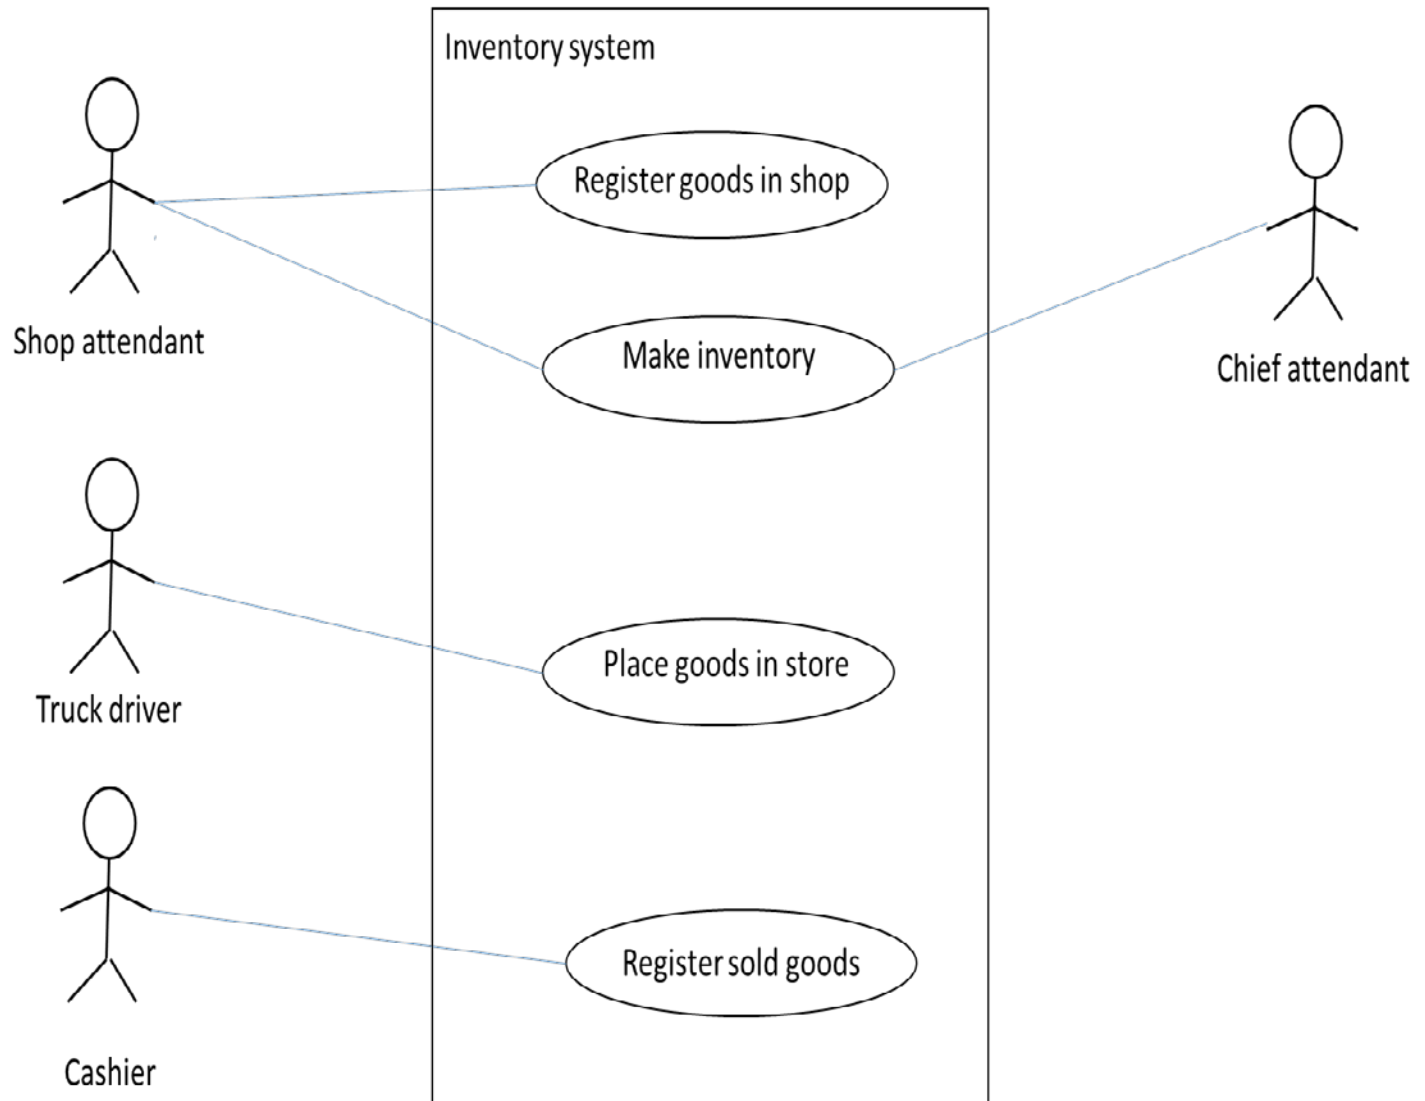 Inventory system
Register goods in shop
Shop attendant
Make inventory
Chief attendant
Place goods in store
Truck driver
Register sold goods
Cashier